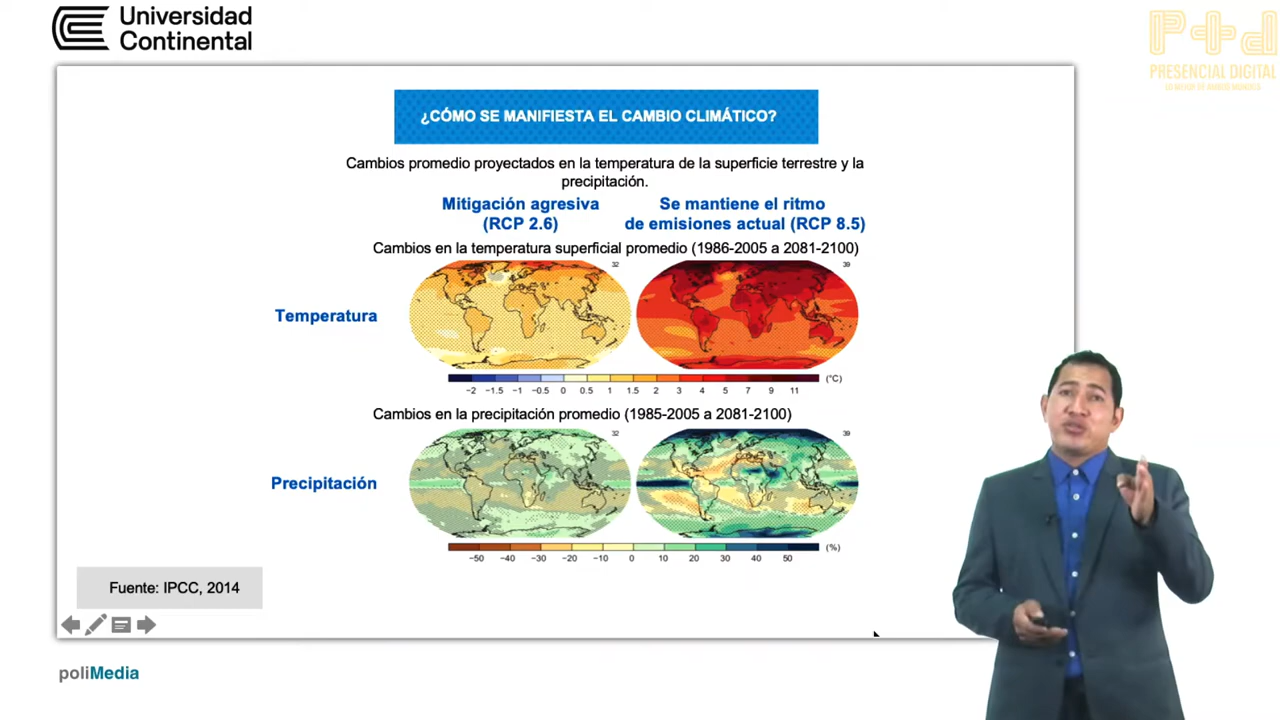 Universidad
Continental
P+d
PRESENCIAL DIGITAL
¿CÓMO SE MANIFIESTA EL CAMBIO CLIMÁTICO?
Cambios promedio proyectados en la temperatura de la superficie terrestre y la
precipitación.
Mitigación agresiva
(RCP 2.6)
Se mantiene el ritmo
de emisiones actual (RCP 8.5)
Cambios en la temperatura superficial promedio (1986-2005 a 2081-2100)
32
39
Temperatura
−2 −1.5 −1 −0.5 0 0.5 1 1.5 2 3 4 5 7 9 11 (°C)
Cambios en la precipitación promedio (1985-2005 a 2081-2100)
32
39
Precipitación
−50 −40 −30 −20 −10 0 10 20 30 40 50 (%)
Fuente: IPCC, 2014
poliMedia